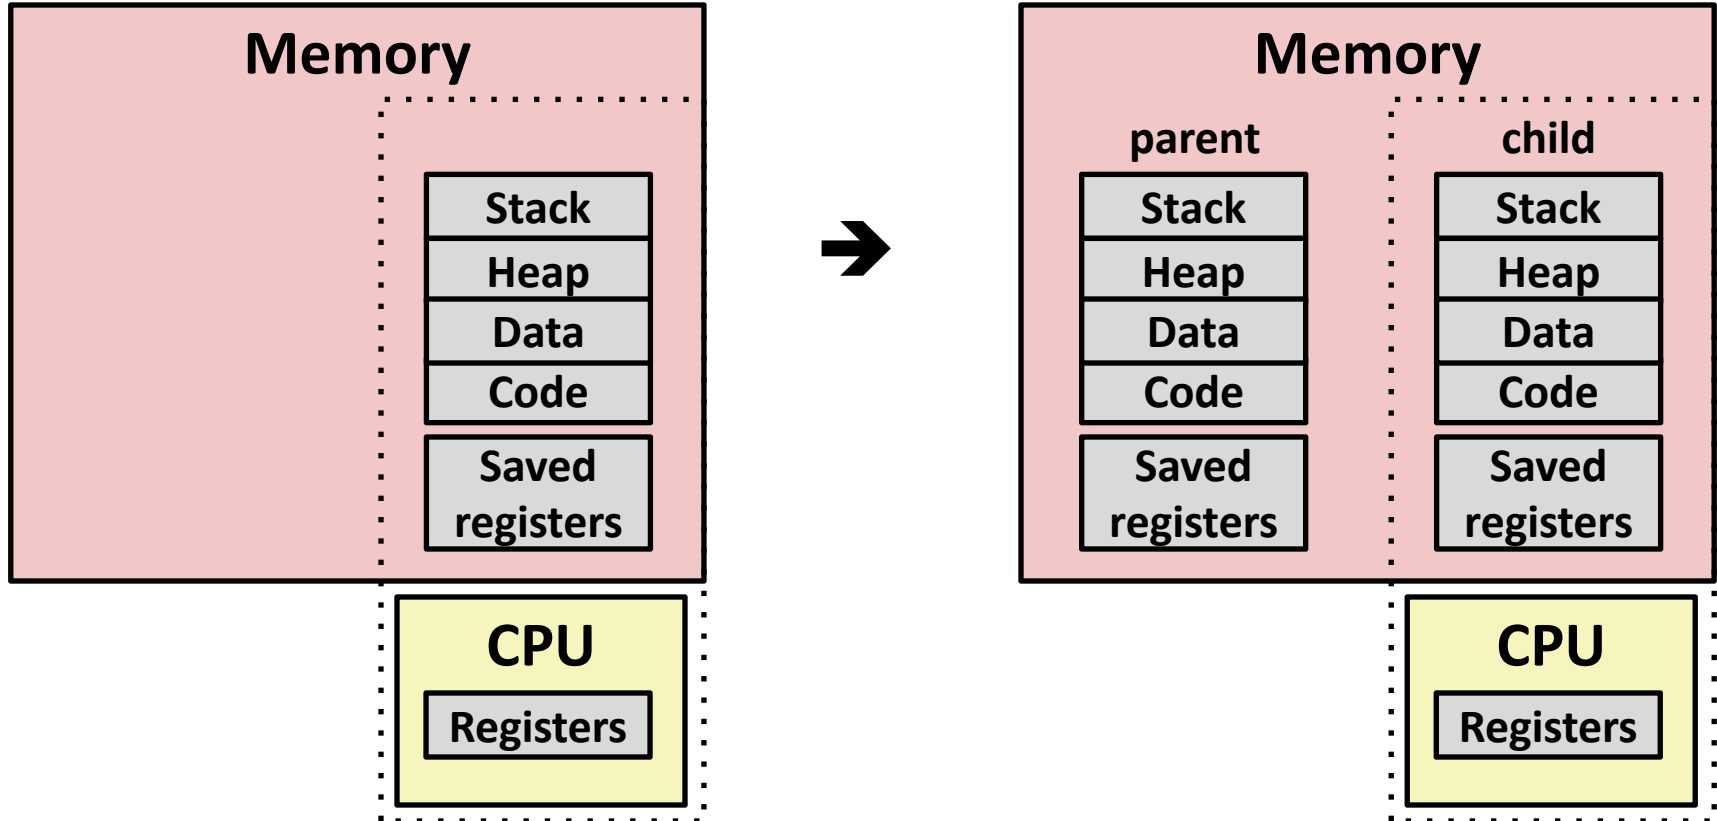 Memory
Stack
Heap
Data
Code
Saved
registers
CPU
Registers
Memory
parent
Stack
Heap
Data
Code
Saved
registers
child
Stack
Heap
Data
Code
Saved
registers
CPU
Registers